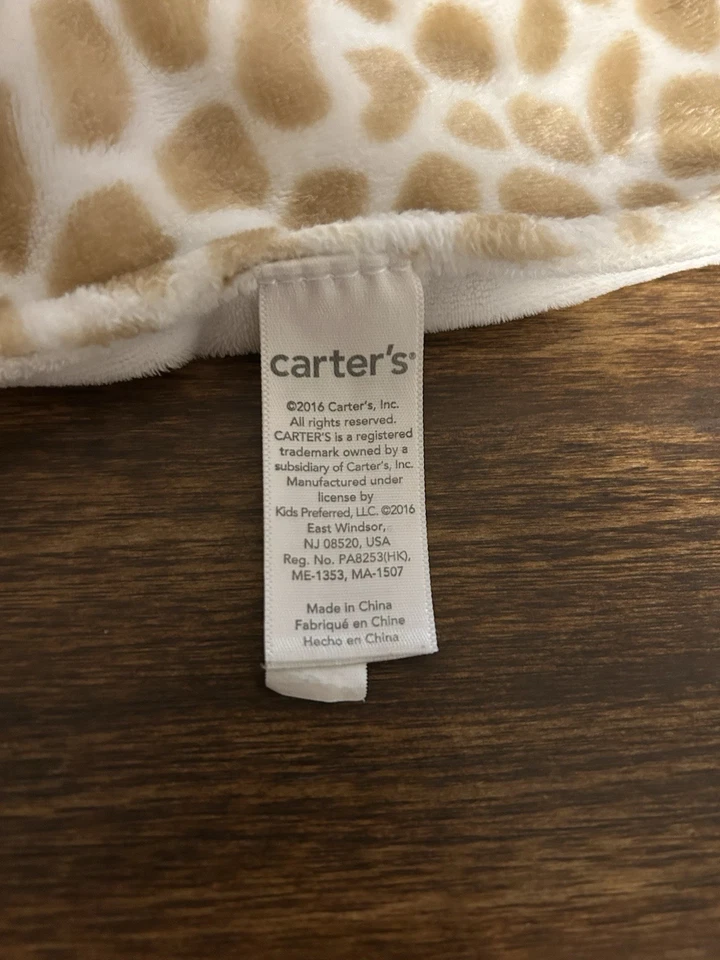 carter's®
©2016 Carter's, Inc.
All rights reserved.
CARTER'S is a registered
trademark owned by a
subsidiary of Carter's, Inc.
Manufactured under
license by
Kids Preferred, LLC. ©2016
East Windsor,
NJ 08520, USA
Reg. No. PA8253(HK),
ME-1353, MA-1507
Made in China
Fabriqué en Chine
Hecho en China